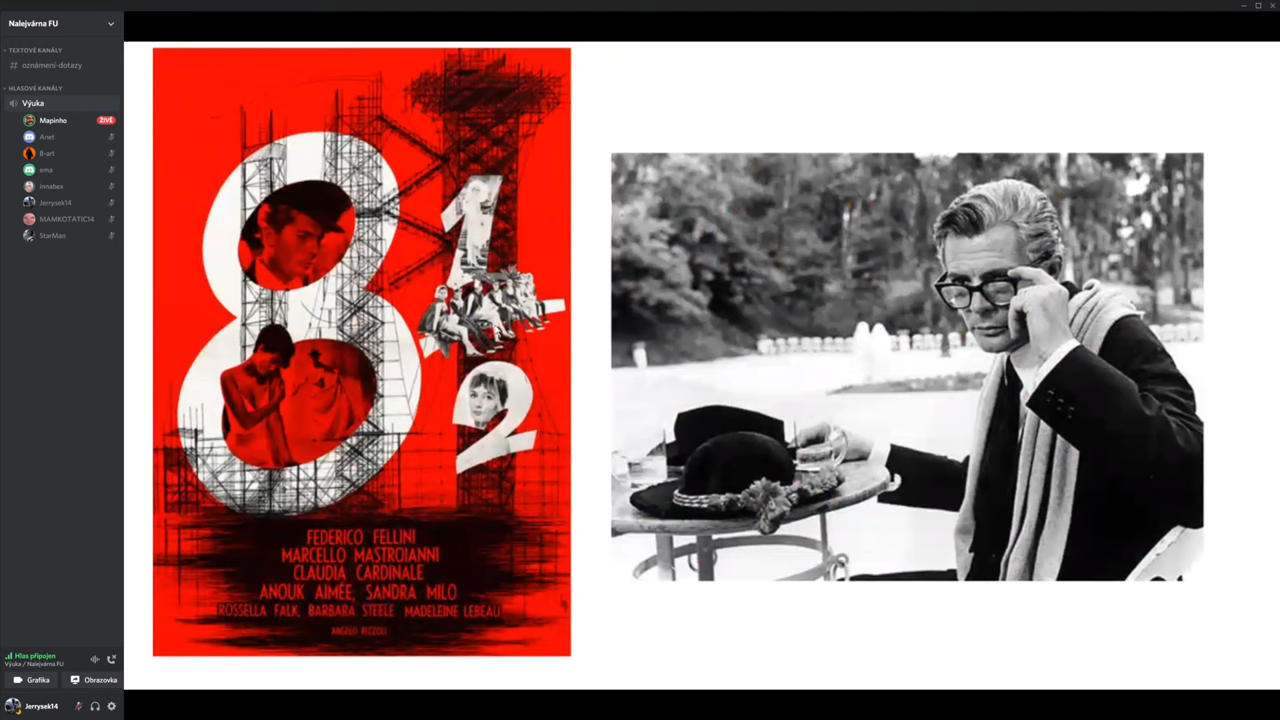 Nalejvárna FU
TEXTOVÉ KANÁLY
# oznámení-dotazy
HLASOVÉ KANÁLY
Výuka
Mapinho
ŽIVĚ
Anet
B-art
ema
innabex
Jerrysek14
MAMKOTATIC14
StarMan
Hlas připojen
Výuka / Nalejvárna FU
Grafika
Obrazovka
Jerrysek14
8 1/2
FEDERICO FELLINI
MARCELLO MASTROIANNI
CLAUDIA CARDINALE
ANOUK AIMÉE, SANDRA MILO
ROSSELLA FALK, BARBARA STEELE MADELEINE LEBEAU
ANGELO RIZZOLI